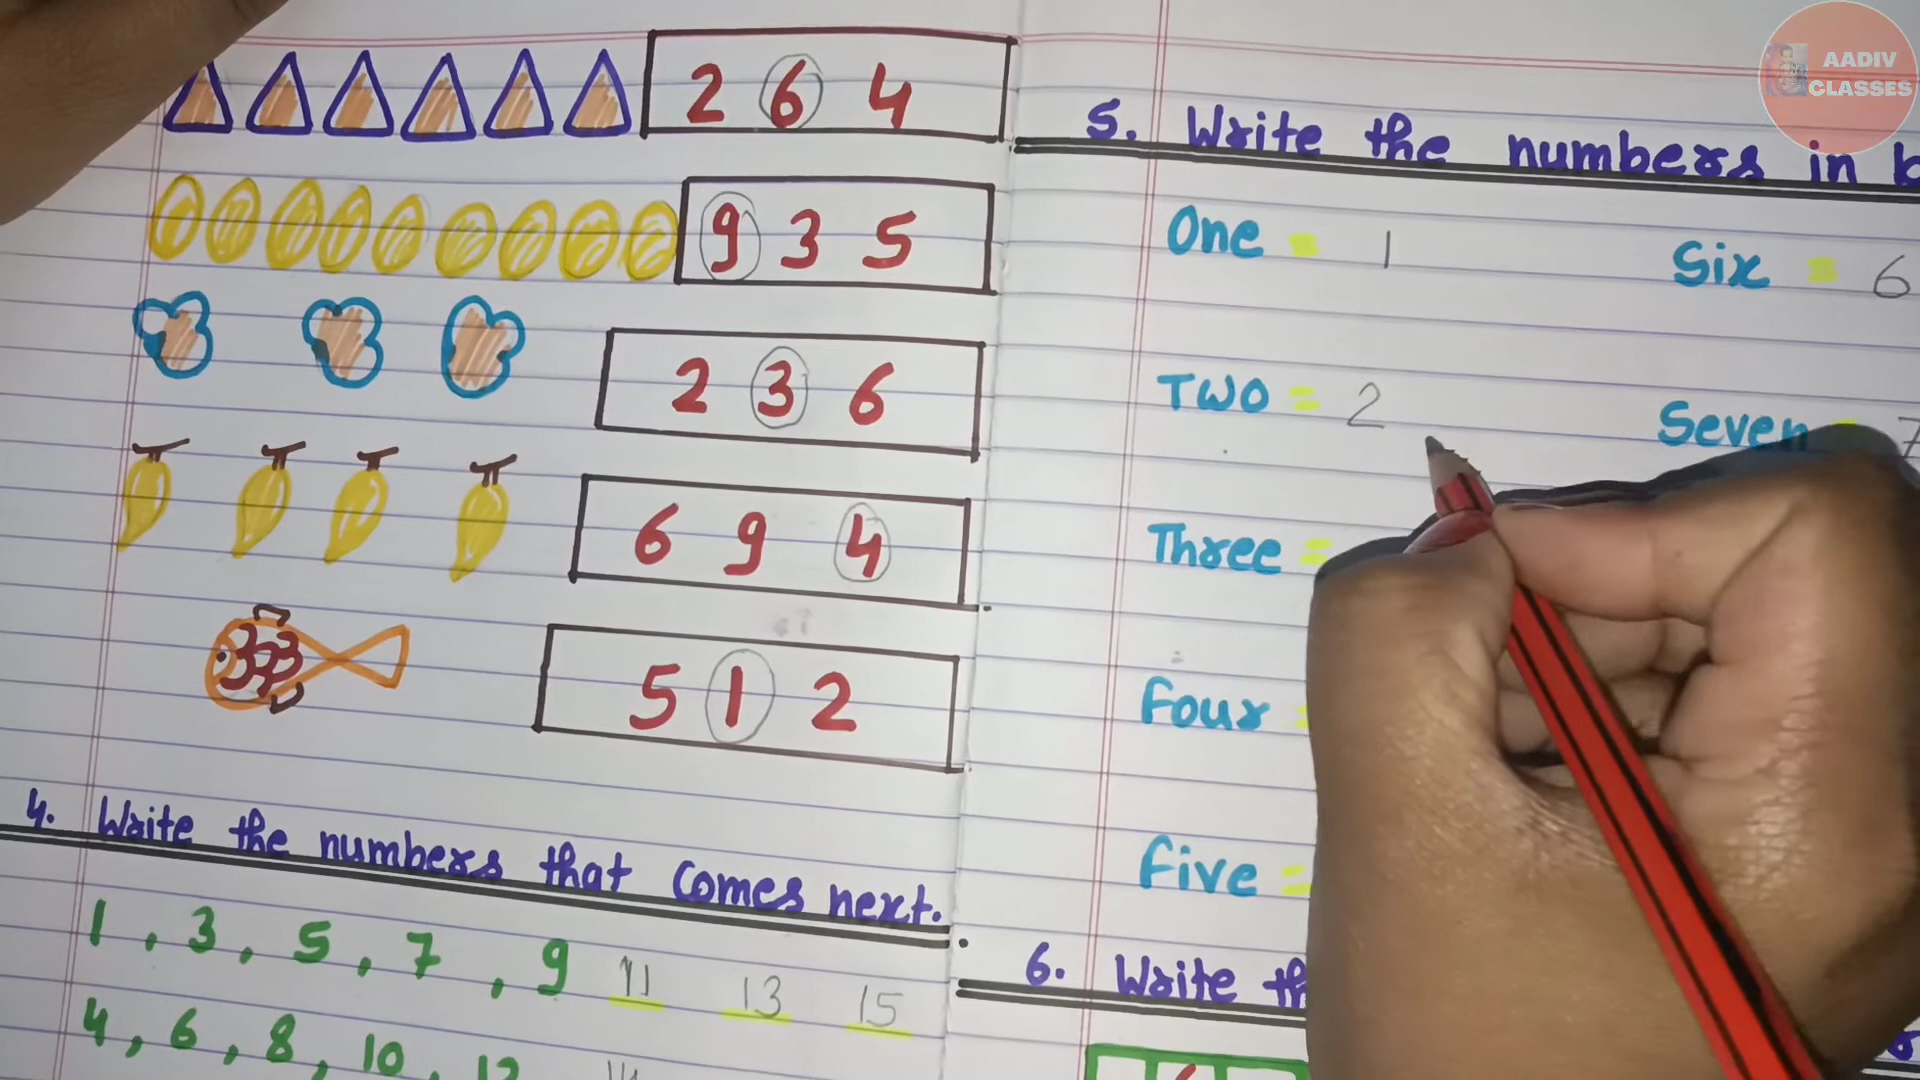 AADIV
CLASSES
2 6 4
9 3 5
2 3 6
6 9 4
5 1 2
4. Write the numbers that comes next.
1, 3, 5, 7, 9 11 13 15
4, 6, 8, 10, 12
5. Write the numbers in
One = 1 Six = 6
Two = 2 Seven = 7
Three =
Four =
Five =
6. Write